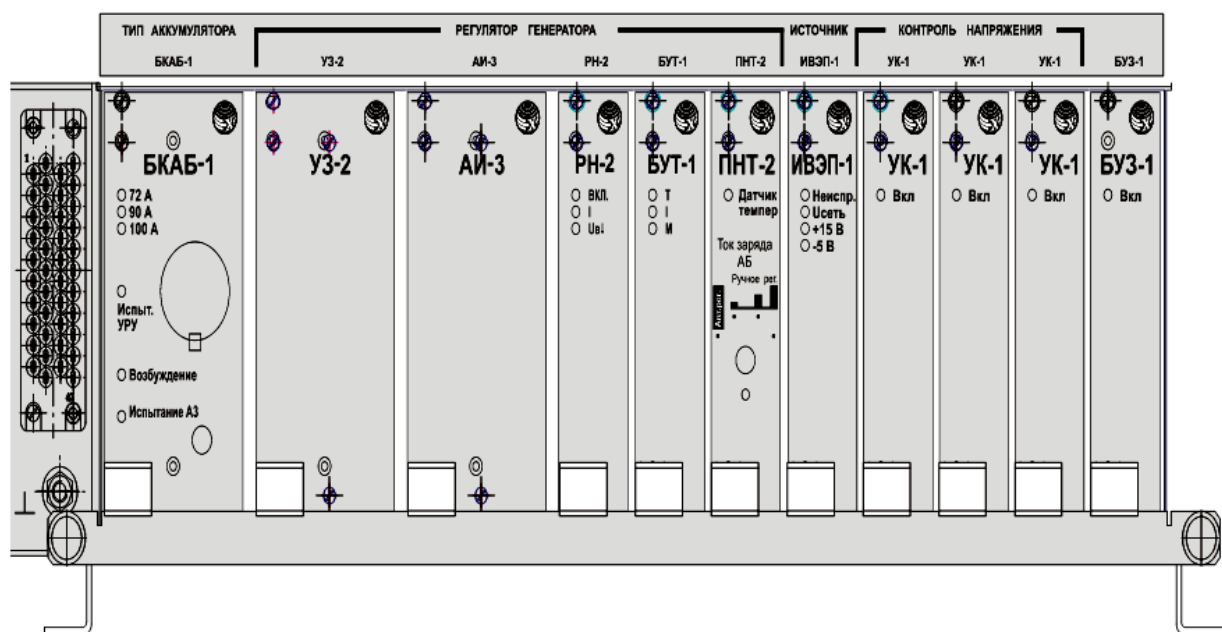 ТИП АККУМУЛЯТОРА РЕГУЛЯТОР ГЕНЕРАТОРА ИСТОЧНИК КОНТРОЛЬ НАПРЯЖЕНИЯ
БКАБ-1 УЗ-2 АИ-3 РН-2 БУТ-1 ПНТ-2 ИВЭП-1 УК-1 УК-1 УК-1 БУЗ-1
1
БКАБ-1
72 А
90 А
100 А
Испыт.
УРУ
Возбуждение
Испытание АЗ
УЗ-2
АИ-3
РН-2
ВКЛ.
I
Uв↓
БУТ-1
Т
I
И
ПНТ-2
Датчик
темпер
Ток заряда
АБ
Ручное рег.
ИВЭП-1
Неиспр.
Uсеть
+15 В
-5 В
УК-1
Вкл
УК-1
Вкл
УК-1
Вкл
БУЗ-1
Вкл